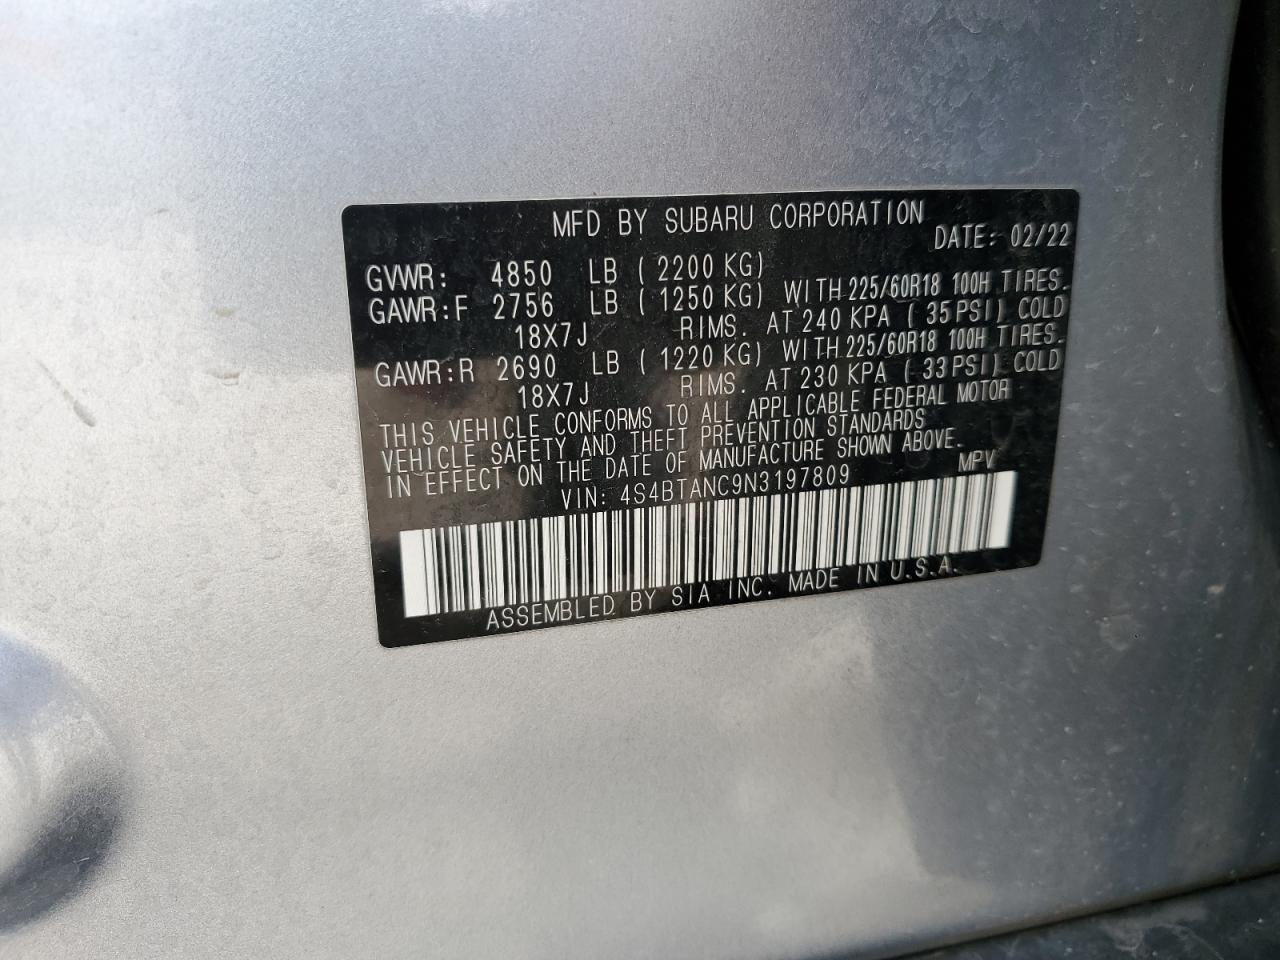 MFD BY SUBARU CORPORATION
DATE: 02/22
GVWR: 4850 LB ( 2200 KG)
GAWR:F 2756 LB ( 1250 KG) WITH 225/60R18 100H TIRES.
18X7J RIMS. AT 240 KPA ( 35 PSI) COLD
GAWR:R 2690 LB ( 1220 KG) WITH 225/60R18 100H TIRES.
18X7J RIMS. AT 230 KPA ( 33 PSI) COLD
THIS VEHICLE CONFORMS TO ALL APPLICABLE FEDERAL MOTOR
VEHICLE SAFETY AND THEFT PREVENTION STANDARDS
IN EFFECT ON THE DATE OF MANUFACTURE SHOWN ABOVE.
VIN: 4S4BTANC9N3197809 MPV
ASSEMBLED BY SIA INC. MADE IN U.S.A.